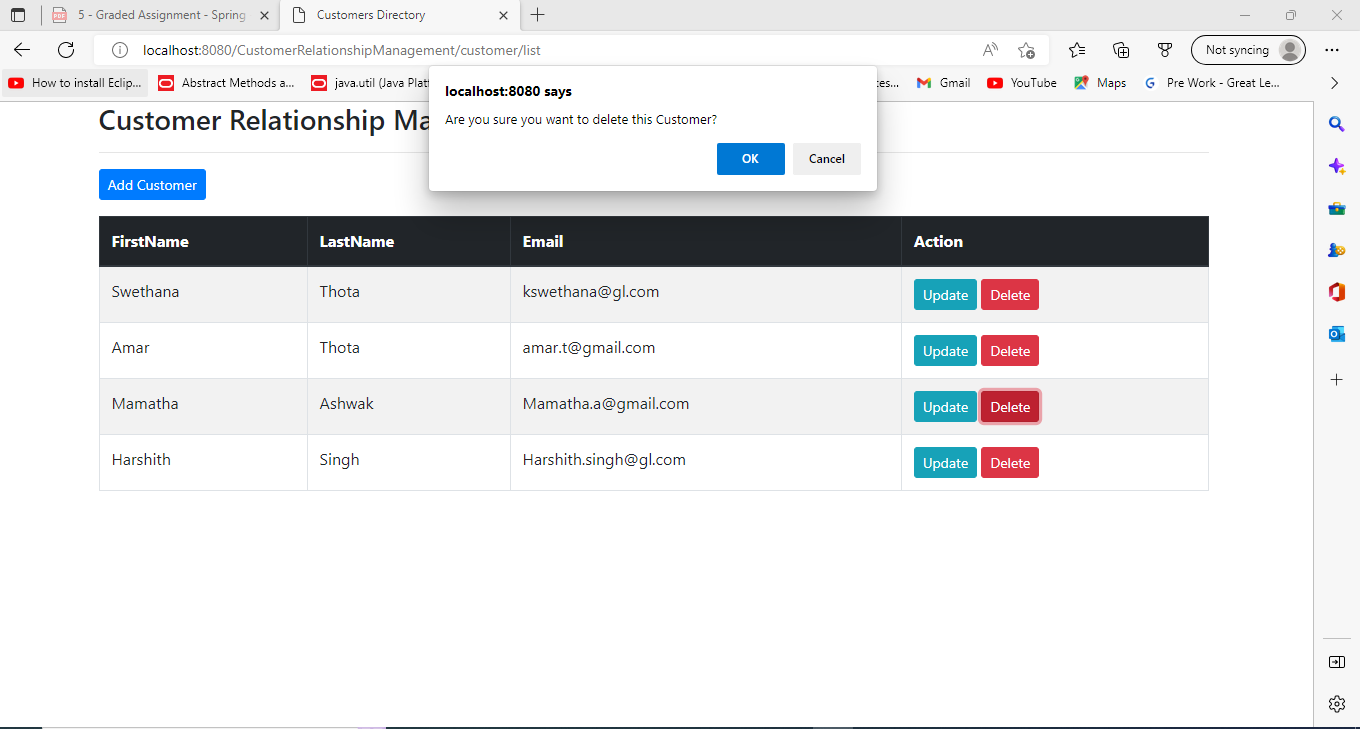 5 - Graded Assignment - Spring
Customers Directory
localhost:8080/CustomerRelationshipManagement/customer/list
Not syncing
How to install Eclip...
Abstract Methods a...
java.util (Java Platf
es...
Gmail
YouTube
Maps
Pre Work - Great Le...
localhost:8080 says
Are you sure you want to delete this Customer?
OK Cancel
Customer Relationship Ma
Add Customer
FirstName LastName Email Action
Swethana Thota kswethana@gl.com Update Delete
Amar Thota amar.t@gmail.com Update Delete
Mamatha Ashwak Mamatha.a@gmail.com Update Delete
Harshith Singh Harshith.singh@gl.com Update Delete